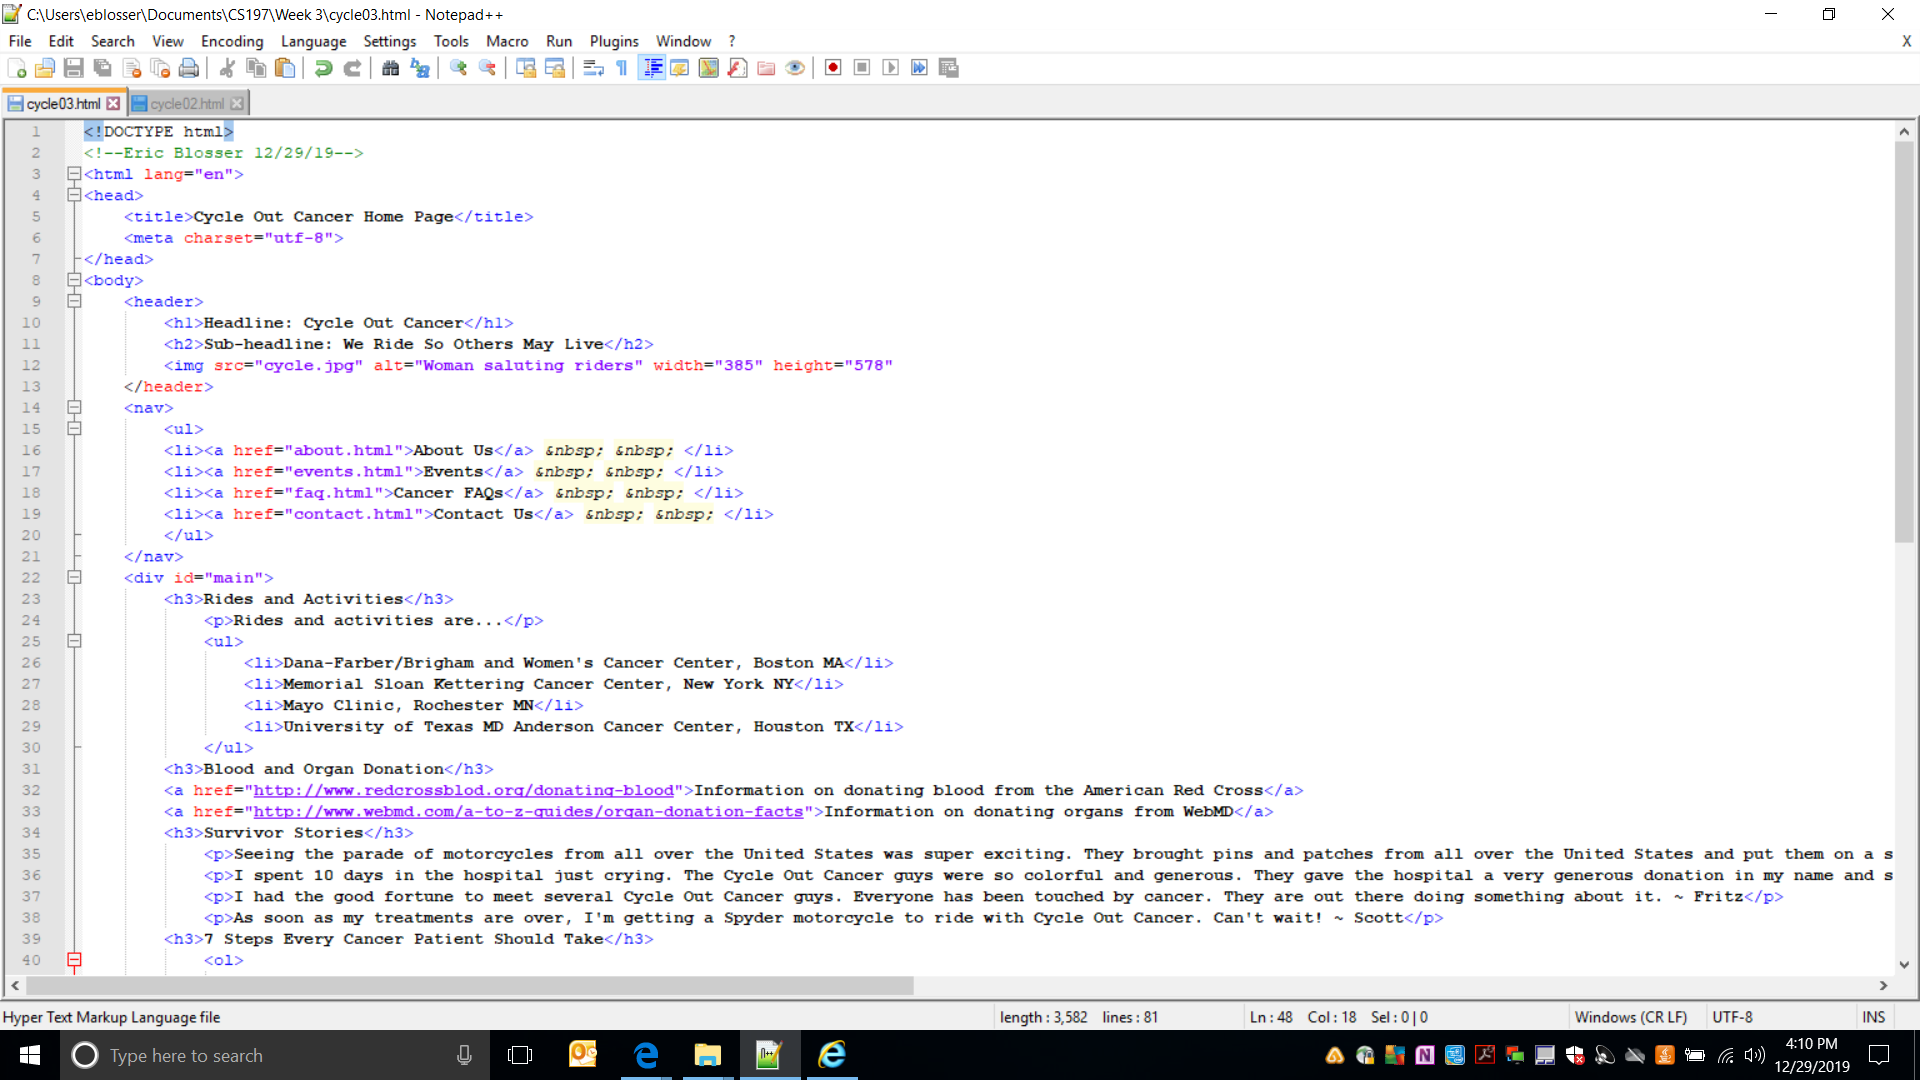 C:\Users\eblosser\Documents\CS197\Week 3\cycle03.html - Notepad++
File Edit Search View Encoding Language Settings Tools Macro Run Plugins Window ? X
cycle03.html cycle02.html
1 <!DOCTYPE html>
2 <!--Eric Blosser 12/29/19-->
3 <html lang="en">
4 <head>
5 <title>Cycle Out Cancer Home Page</title>
6 <meta charset="utf-8">
7 </head>
8 <body>
9 <header>
10 <h1>Headline: Cycle Out Cancer</h1>
11 <h2>Sub-headline: We Ride So Others May Live</h2>
12 <img src="cycle.jpg" alt="Woman saluting riders" width="385" height="578"
13 </header>
14 <nav>
15 <ul>
16 <li><a href="about.html">About Us</a> &nbsp; &nbsp; </li>
17 <li><a href="events.html">Events</a> &nbsp; &nbsp; </li>
18 <li><a href="faq.html">Cancer FAQs</a> &nbsp; &nbsp; </li>
19 <li><a href="contact.html">Contact Us</a> &nbsp; &nbsp; </li>
20 </ul>
21 </nav>
22 <div id="main">
23 <h3>Rides and Activities</h3>
24 <p>Rides and activities are...</p>
25 <ul>
26 <li>Dana-Farber/Brigham and Women's Cancer Center, Boston MA</li>
27 <li>Memorial Sloan Kettering Cancer Center, New York NY</li>
28 <li>Mayo Clinic, Rochester MN</li>
29 <li>University of Texas MD Anderson Cancer Center, Houston TX</li>
30 </ul>
31 <h3>Blood and Organ Donation</h3>
32 <a href="http://www.redcrossblod.org/donating-blood">Information on donating blood from the American Red Cross</a>
33 <a href="http://www.webmd.com/a-to-z-guides/organ-donation-facts">Information on donating organs from WebMD</a>
34 <h3>Survivor Stories</h3>
35 <p>Seeing the parade of motorcycles from all over the United States was super exciting. They brought pins and patches from all over the United States and put them on a s
36 <p>I spent 10 days in the hospital just crying. The Cycle Out Cancer guys were so colorful and generous. They gave the hospital a very generous donation in my name and s
37 <p>I had the good fortune to meet several Cycle Out Cancer guys. Everyone has been touched by cancer. They are out there doing something about it. ~ Fritz</p>
38 <p>As soon as my treatments are over, I'm getting a Spyder motorcycle to ride with Cycle Out Cancer. Can't wait! ~ Scott</p>
39 <h3>7 Steps Every Cancer Patient Should Take</h3>
40 <ol>
Hyper Text Markup Language file length : 3,582 lines : 81 Ln : 48 Col : 18 Sel : 0 | 0 Windows (CR LF) UTF-8 INS
Type here to search
4:10 PM
12/29/2019